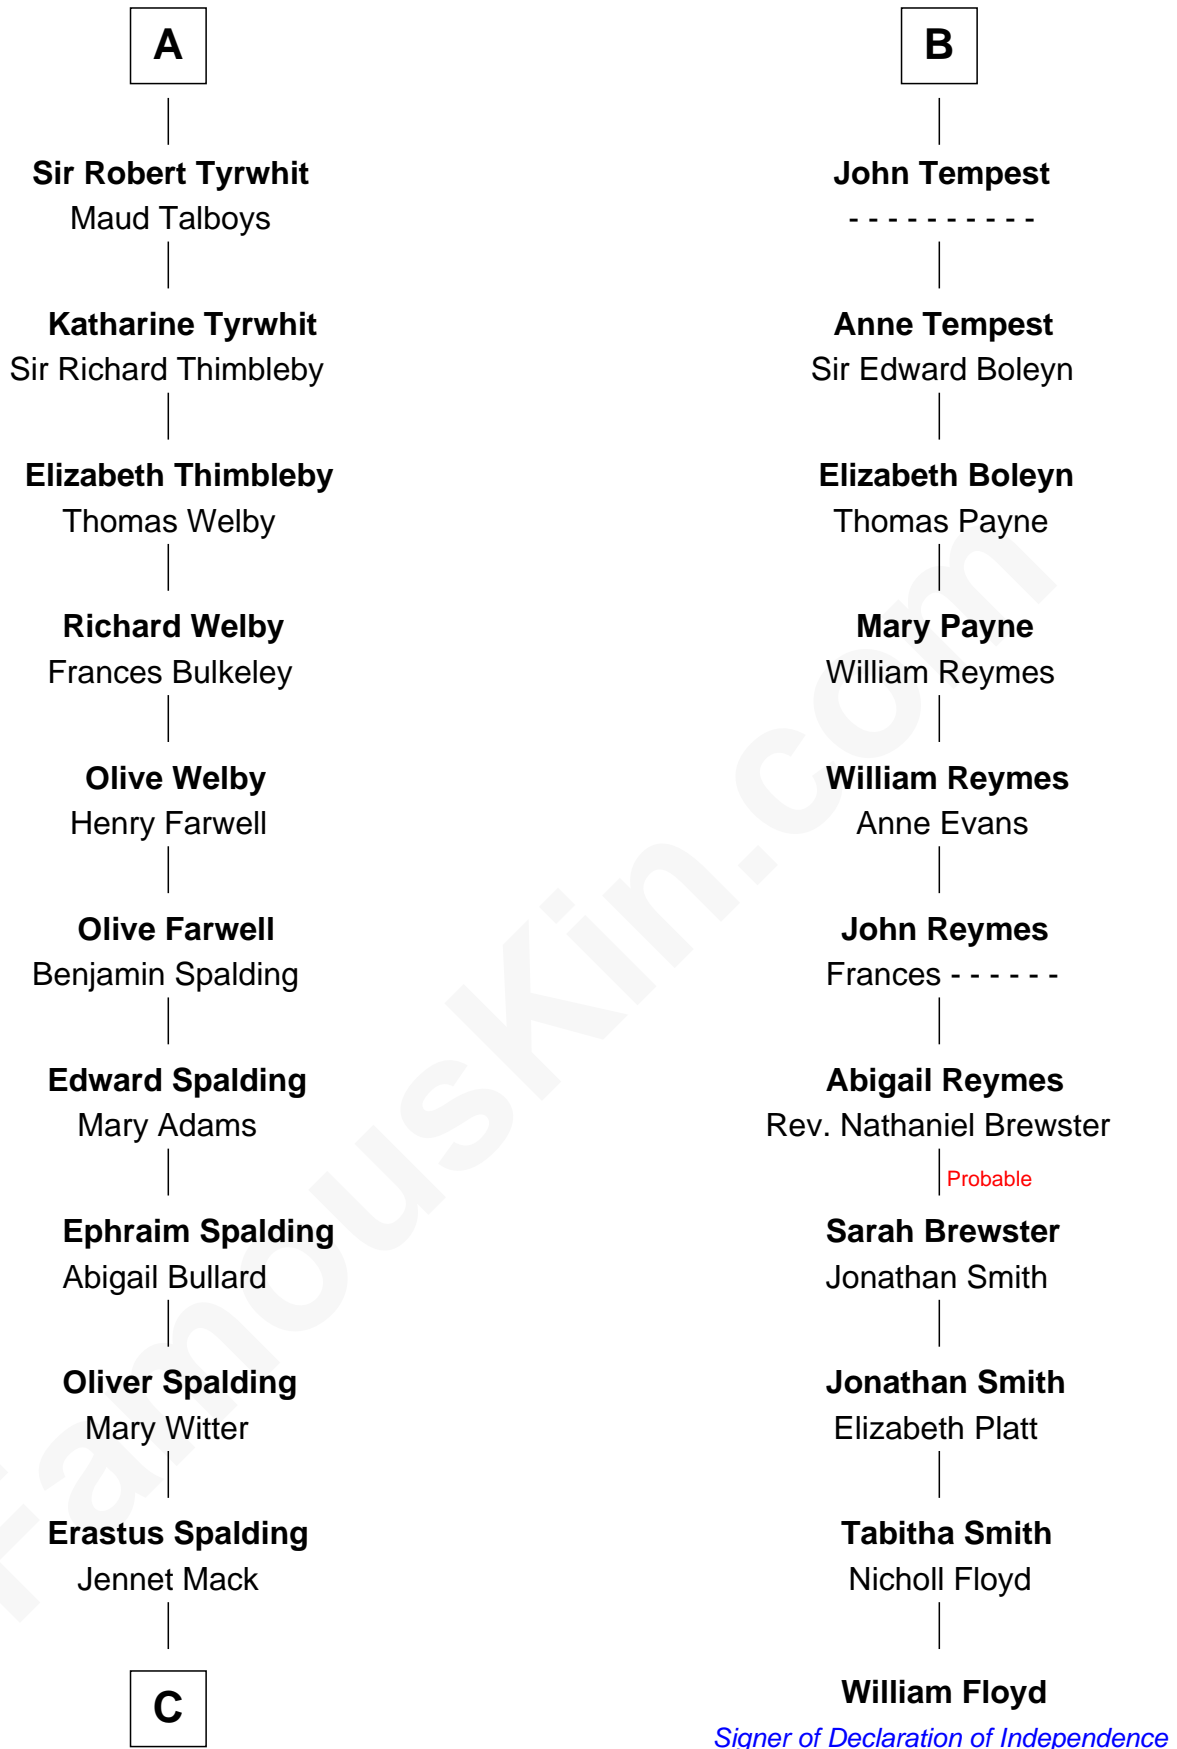 A
Sir Robert Tyrwhit
Maud Talboys
Katharine Tyrwhit
Sir Richard Thimbleby
Elizabeth Thimbleby
Thomas Welby
Richard Welby
Frances Bulkeley
Olive Welby
Henry Farwell
Olive Farwell
Benjamin Spalding
Edward Spalding
Mary Adams
Ephraim Spalding
Abigail Bullard
Oliver Spalding
Mary Witter
Erastus Spalding
Jennet Mack
C
B
John Tempest
- - - - - - - - - -
Anne Tempest
Sir Edward Boleyn
Elizabeth Boleyn
Thomas Payne
Mary Payne
William Reymes
William Reymes
Anne Evans
John Reymes
Frances - - - - - -
Abigail Reymes
Rev. Nathaniel Brewster
Probable
Sarah Brewster
Jonathan Smith
Jonathan Smith
Elizabeth Platt
Tabitha Smith
Nicholl Floyd
William Floyd
Signer of Declaration of Independence
FamousKin.com